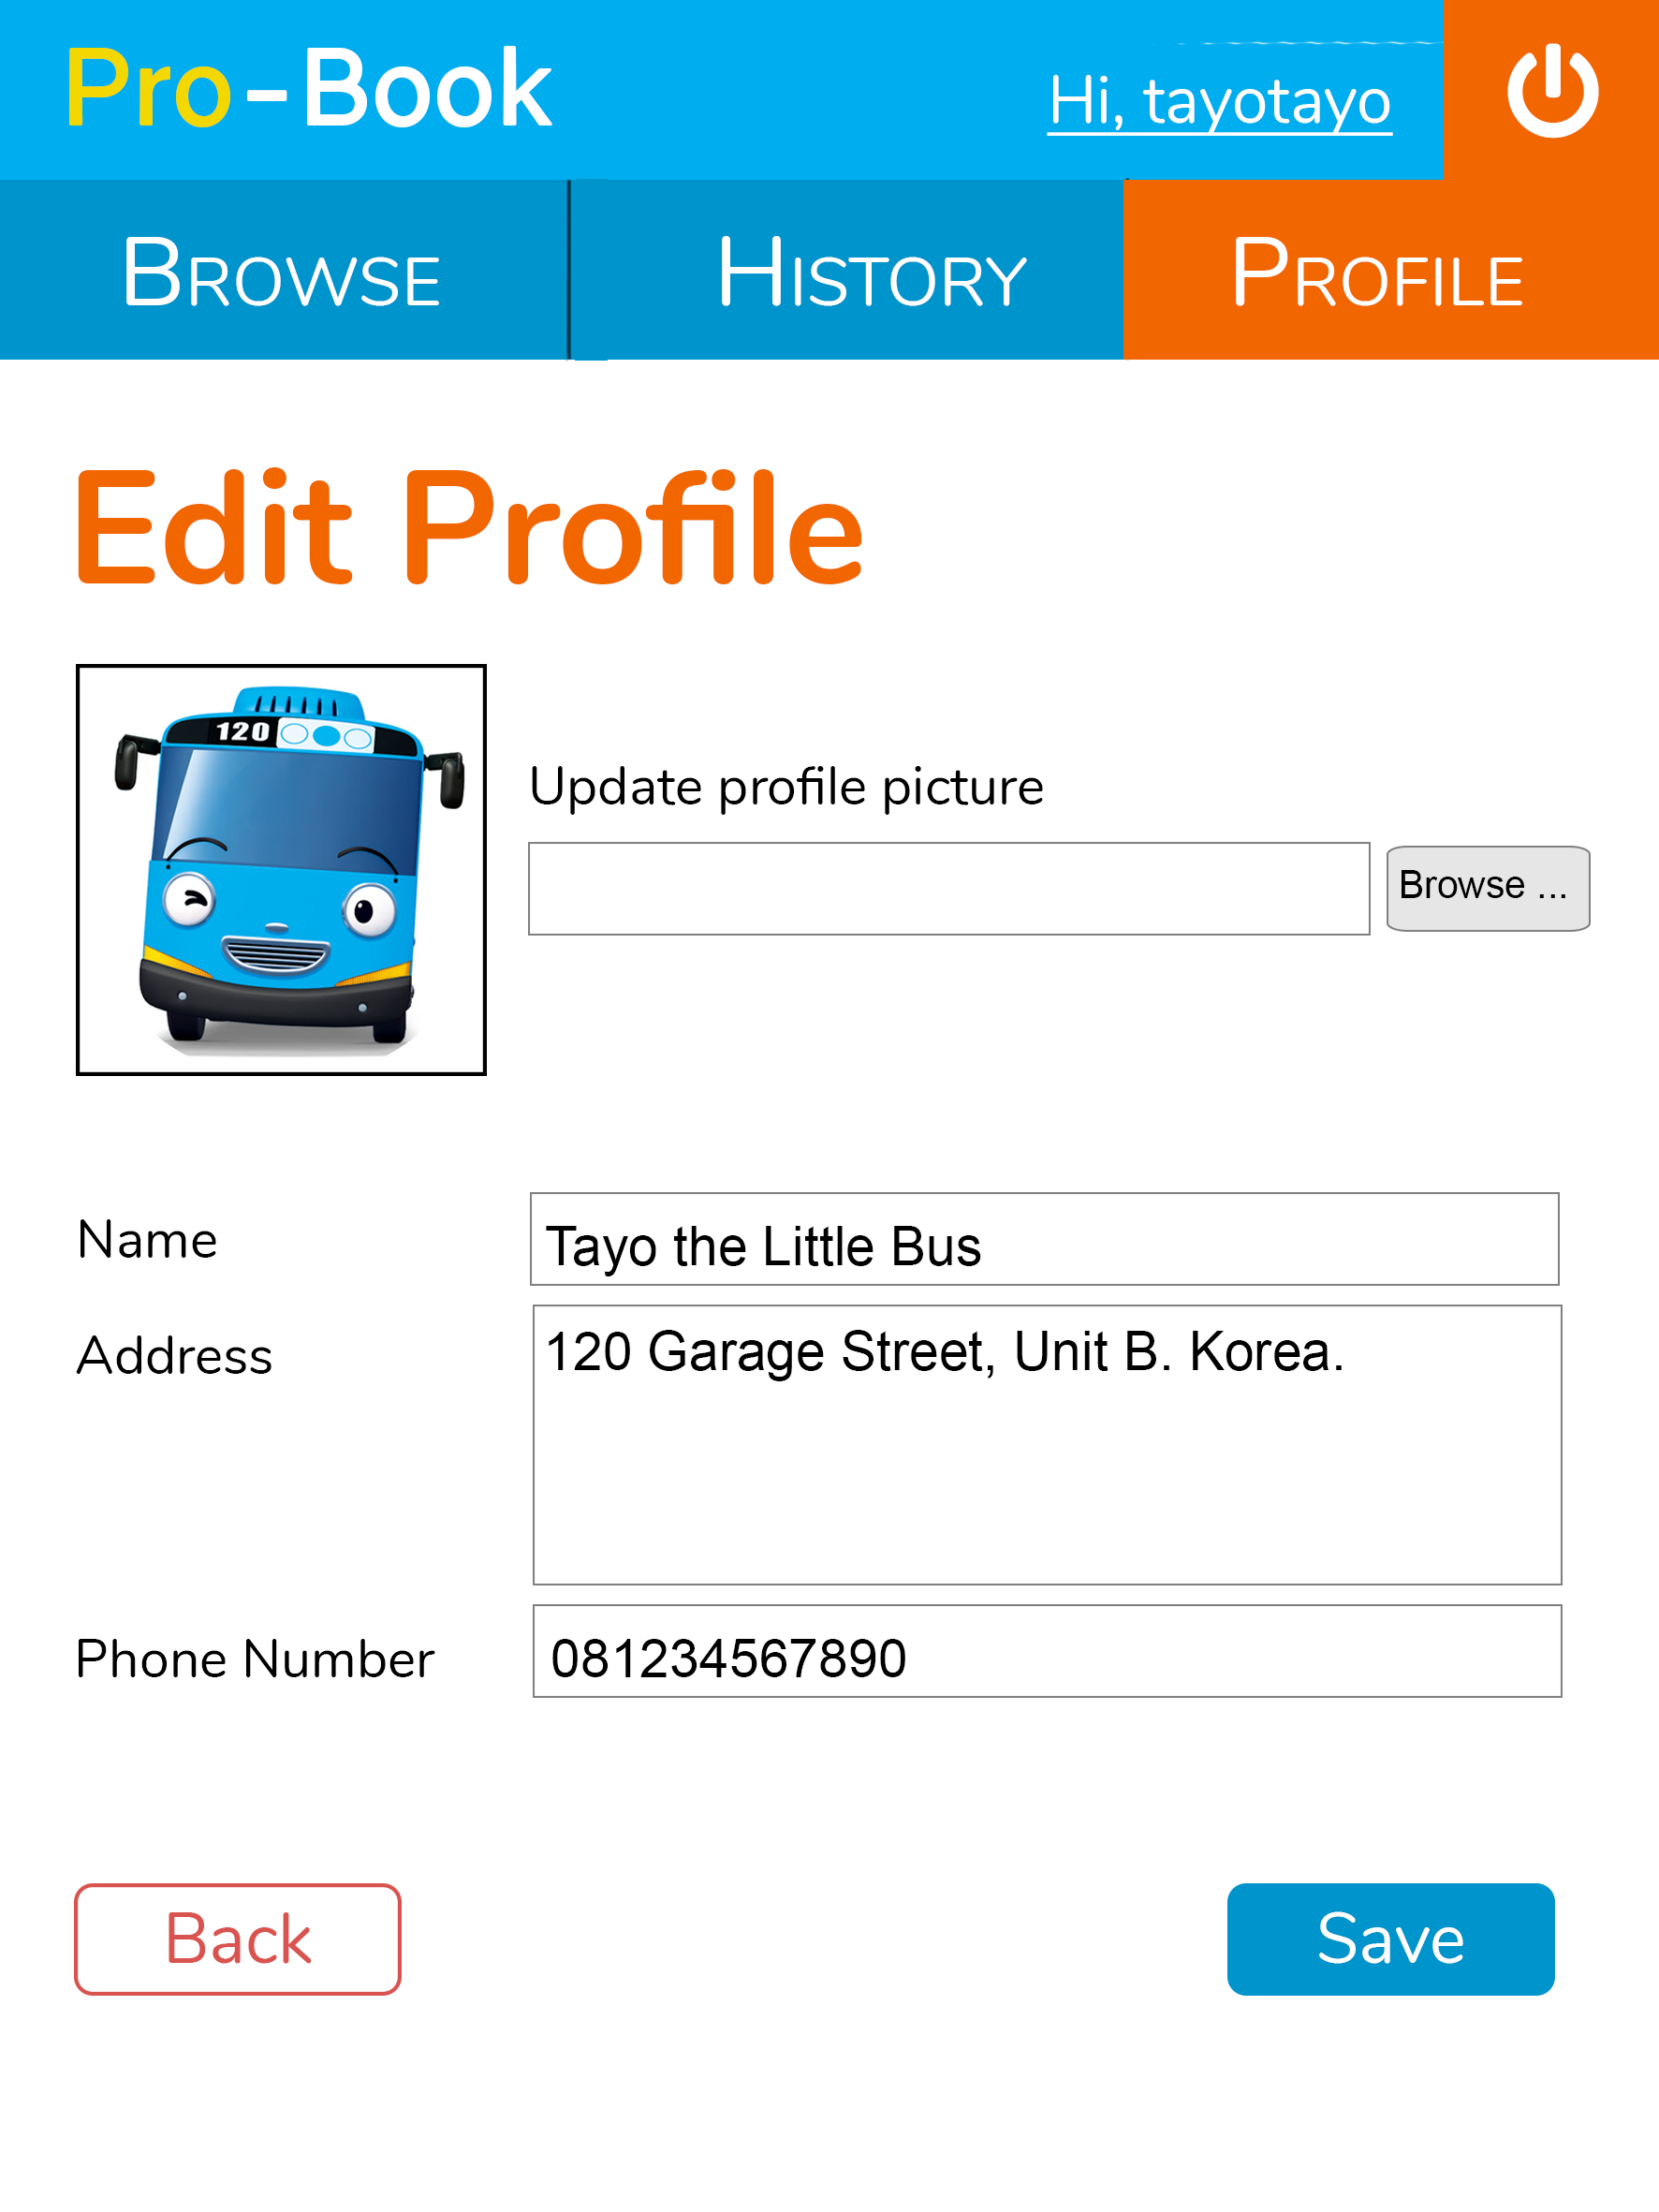 Pro-Book
Hi, tayotayo
BROWSE
HISTORY
PROFILE
Edit Profile
120
Update profile picture
Browse ...
Name
Tayo the Little Bus
Address
120 Garage Street, Unit B. Korea.
Phone Number
081234567890
Back
Save